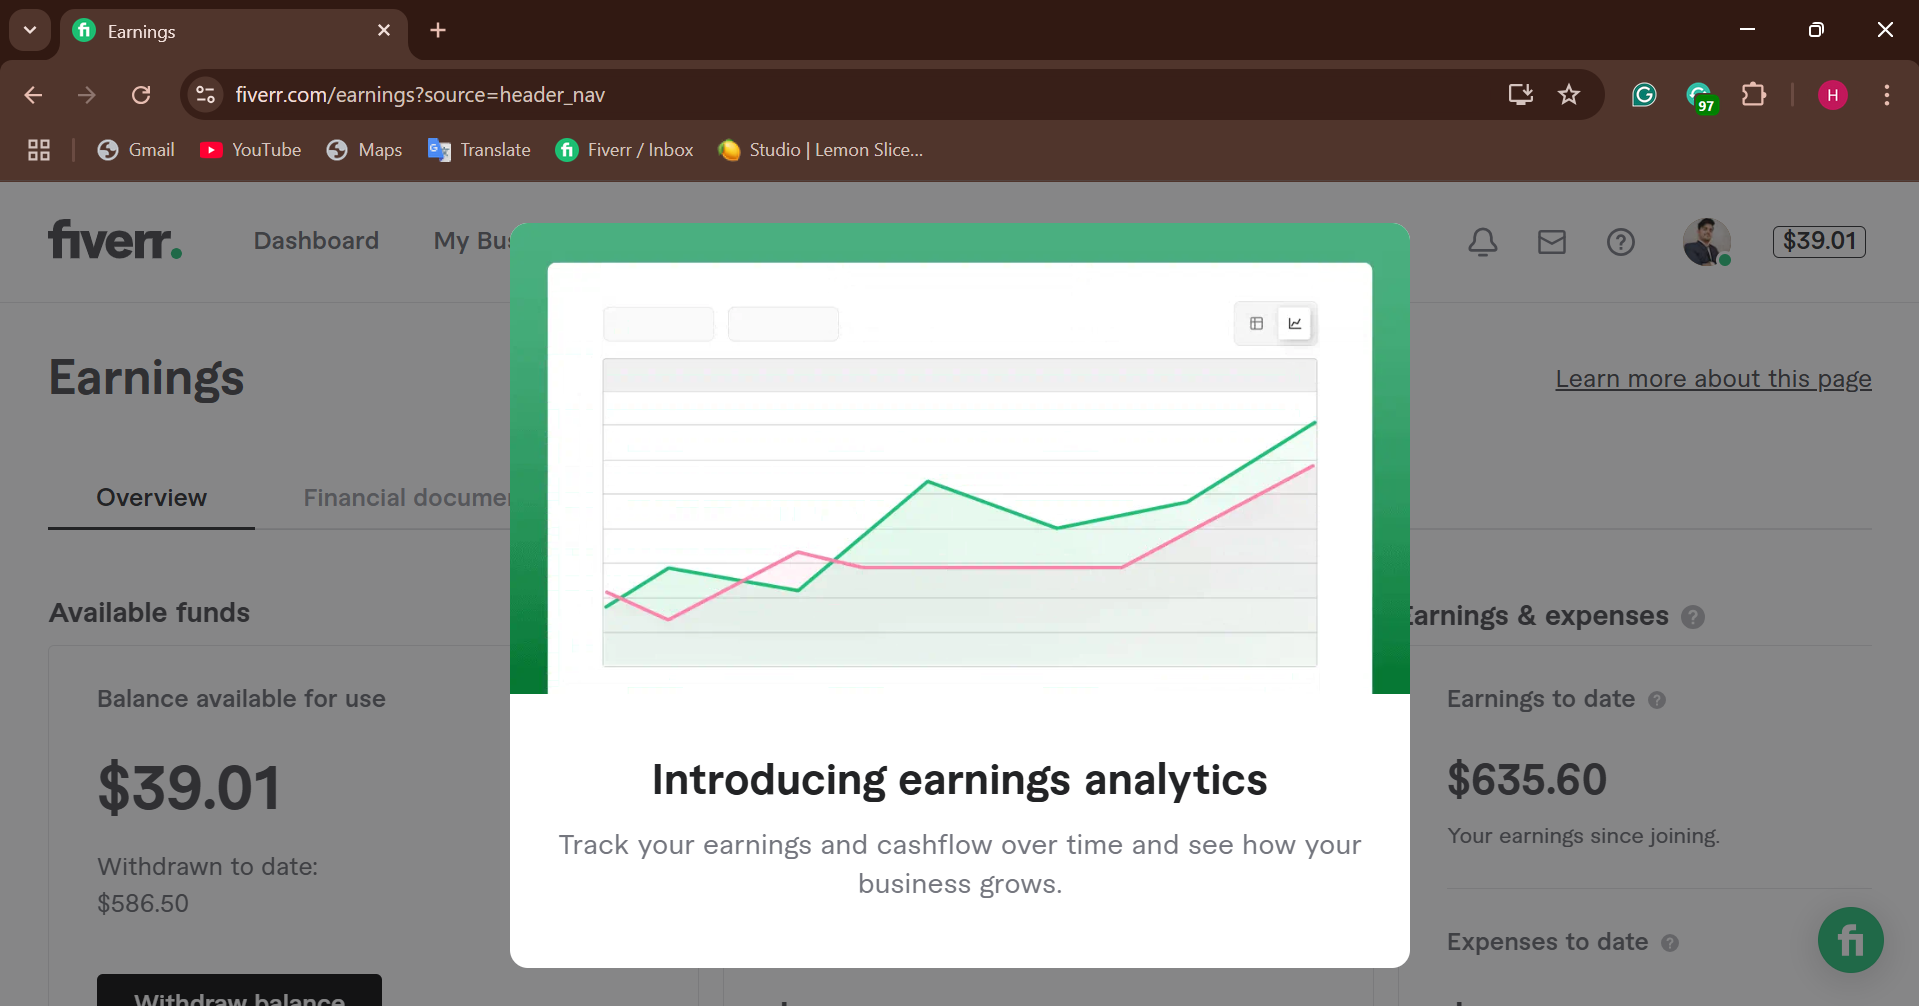 Earnings
fiverr.com/earnings?source=header_nav
97
H
Gmail
YouTube
Maps
Translate
Fiverr / Inbox
Studio | Lemon Slice...
fiverr.
Dashboard
My Bus
$39.01
Earnings
Learn more about this page
Overview
Financial documen
Available funds
Earnings & expenses
Balance available for use
$39.01
Withdrawn to date:
$586.50
Withdraw balance
Introducing earnings analytics
Track your earnings and cashflow over time and see how your
business grows.
Earnings to date
$635.60
Your earnings since joining.
Expenses to date
fi